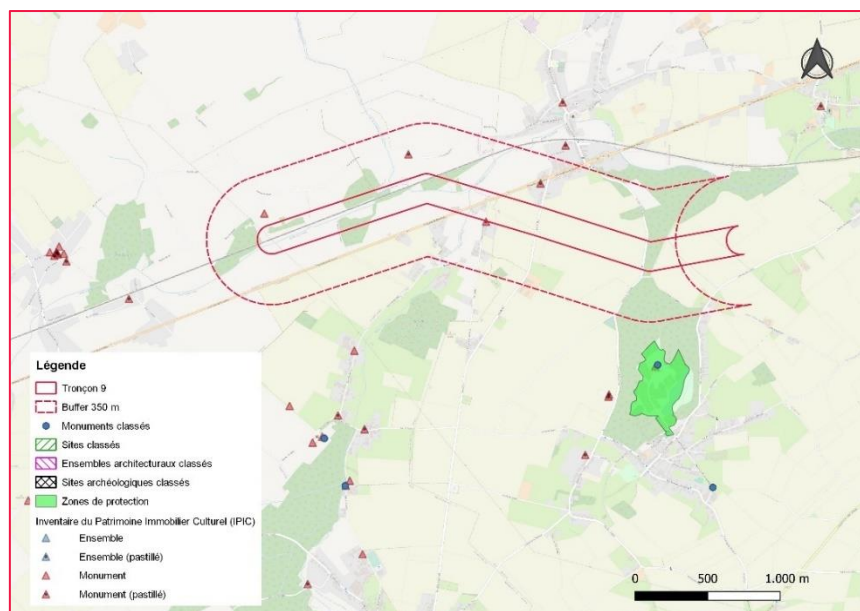 Légende
Tronçon 9
Buffer 350 m
Monuments classés
Sites classés
Ensembles architecturaux classés
Sites archéologiques classés
Zones de protection
Inventaire du Patrimoine Immobilier Culturel (IPIC)
Ensemble
Ensemble (pastillé)
Monument
Monument (pastillé)
0 500 1.000 m